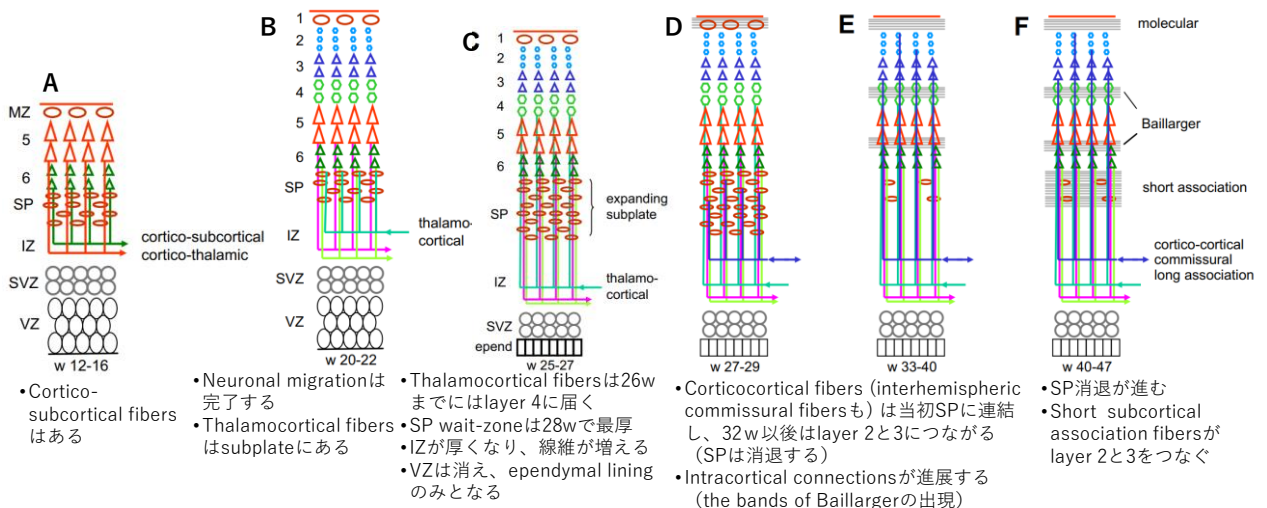 A
MZ
5
6
SP
IZ
SVZ
VZ
w 12-16
cortico-subcortical
cortico-thalamic
•Cortico-
subcortical fibers
はある
B
1
2
3
4
5
6
SP
IZ
SVZ
VZ
w 20-22
thalamo-
cortical
•Neuronal migrationは
完了する
•Thalamocortical fibers
はsubplateにある
C
1
2
3
4
5
6
SP
IZ
SVZ
epend
w 25-27
expanding
subplate
thalamo-
cortical
•Thalamocortical fibersは26w
までにはlayer 4に届く
•SP wait-zoneは28wで最厚
•IZが厚くなり、線維が増える
•VZは消え、ependymal lining
のみとなる
D
w 27-29
E
w 33-40
•Corticocortical fibers (interhemispheric
commissural fibersも) は当初SPに連結
し、32ｗ以後はlayer 2と3につながる
（SPは消退する）
•Intracortical connectionsが進展する
（the bands of Baillargerの出現）
F
molecular
Baillarger
short association
cortico-cortical
commissural
long association
w 40-47
•SP消退が進む
•Short subcortical
association fibersが
layer 2と3をつなぐ